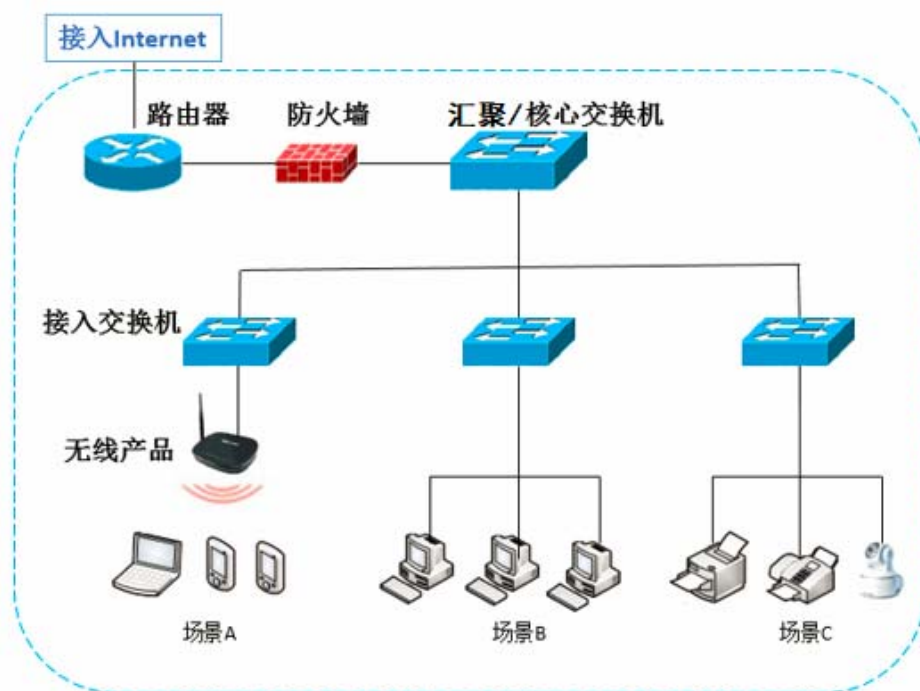 接入Internet
路由器
防火墙
汇聚/核心交换机
接入交换机
无线产品
场景A
场景B
场景C